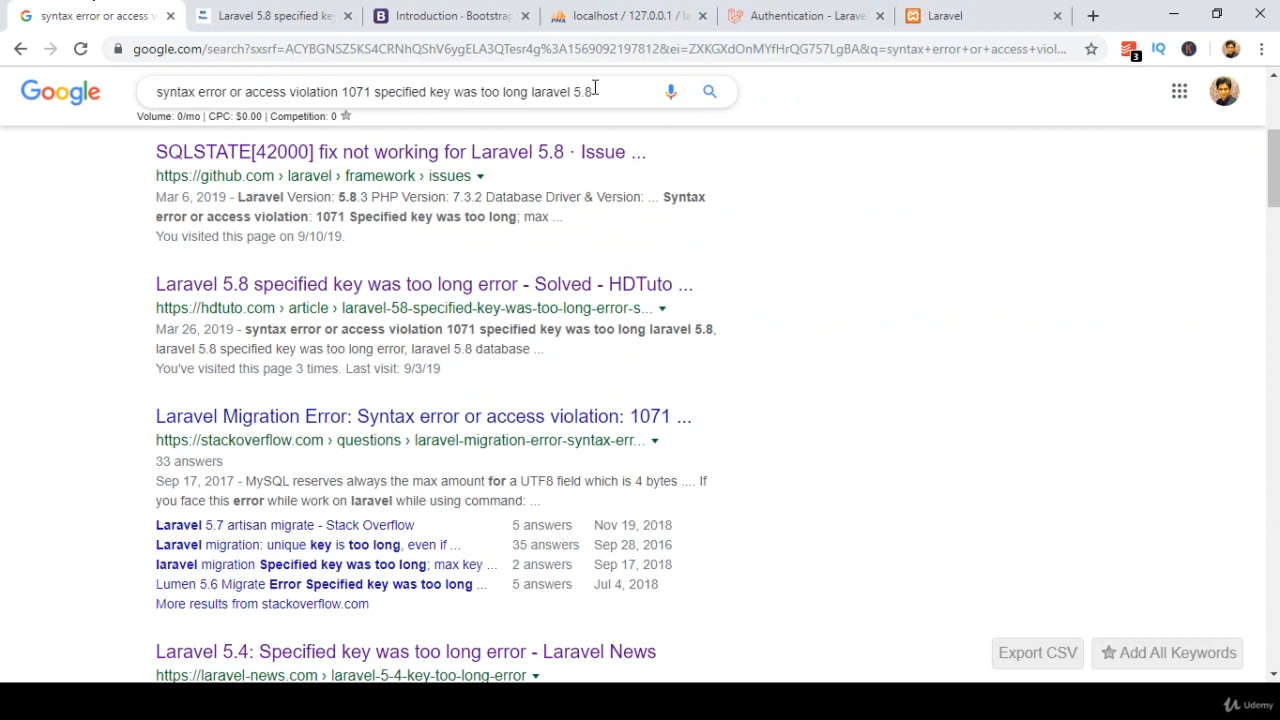 syntax error or access v
Laravel 5.8 specified ke
Introduction · Bootstrap
localhost / 127.0.0.1 / la
Authentication - Laravel
Laravel
google.com/search?sxsrf=ACYBGNSZ5KS4CRNhQShV6ygELA3QTesr4g%3A1569092197812&ei=ZXKGXdOnMYfHrQG757LgBA&q=syntax+error+or+access+viol...
3
IQ
K
Google
syntax error or access violation 1071 specified key was too long laravel 5.8
Volume: 0/mo | CPC: $0.00 | Competition: 0
SQLSTATE[42000] fix not working for Laravel 5.8 · Issue ...
https://github.com › laravel › framework › issues
Mar 6, 2019 - Laravel Version: 5.8.3 PHP Version: 7.3.2 Database Driver & Version: ... Syntax
error or access violation: 1071 Specified key was too long; max ...
You visited this page on 9/10/19.
Laravel 5.8 specified key was too long error - Solved - HDTuto ...
https://hdtuto.com › article › laravel-58-specified-key-was-too-long-error-s...
Mar 26, 2019 - syntax error or access violation 1071 specified key was too long laravel 5.8,
laravel 5.8 specified key was too long error, laravel 5.8 database ...
You've visited this page 3 times. Last visit: 9/3/19
Laravel Migration Error: Syntax error or access violation: 1071 ...
https://stackoverflow.com › questions › laravel-migration-error-syntax-err...
33 answers
Sep 17, 2017 - MySQL reserves always the max amount for a UTF8 field which is 4 bytes .... If
you face this error while work on laravel while using command: ...
Laravel 5.7 artisan migrate - Stack Overflow 5 answers Nov 19, 2018
Laravel migration: unique key is too long, even if ... 35 answers Sep 28, 2016
laravel migration Specified key was too long; max key ... 2 answers Sep 17, 2018
Lumen 5.6 Migrate Error Specified key was too long ... 5 answers Jul 4, 2018
More results from stackoverflow.com
Laravel 5.4: Specified key was too long error - Laravel News
https://laravel-news.com › laravel-5-4-key-too-long-error
Export CSV
Add All Keywords
Udemy